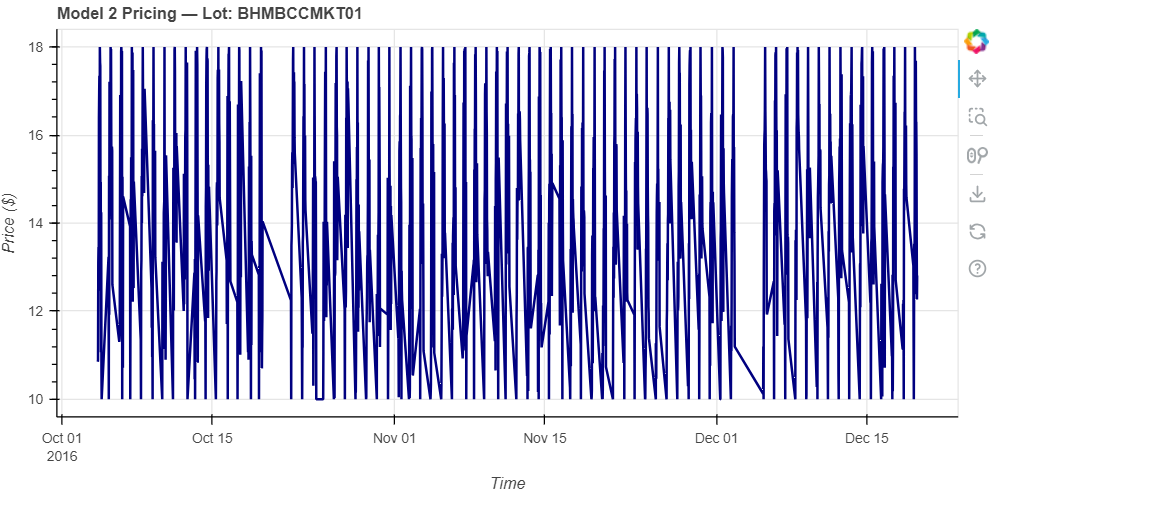 Model 2 Pricing — Lot: BHMBCCMKT01
18
16
14
12
10
Price ($)
Oct 01
2016
Oct 15
Nov 01
Nov 15
Dec 01
Dec 15
Time